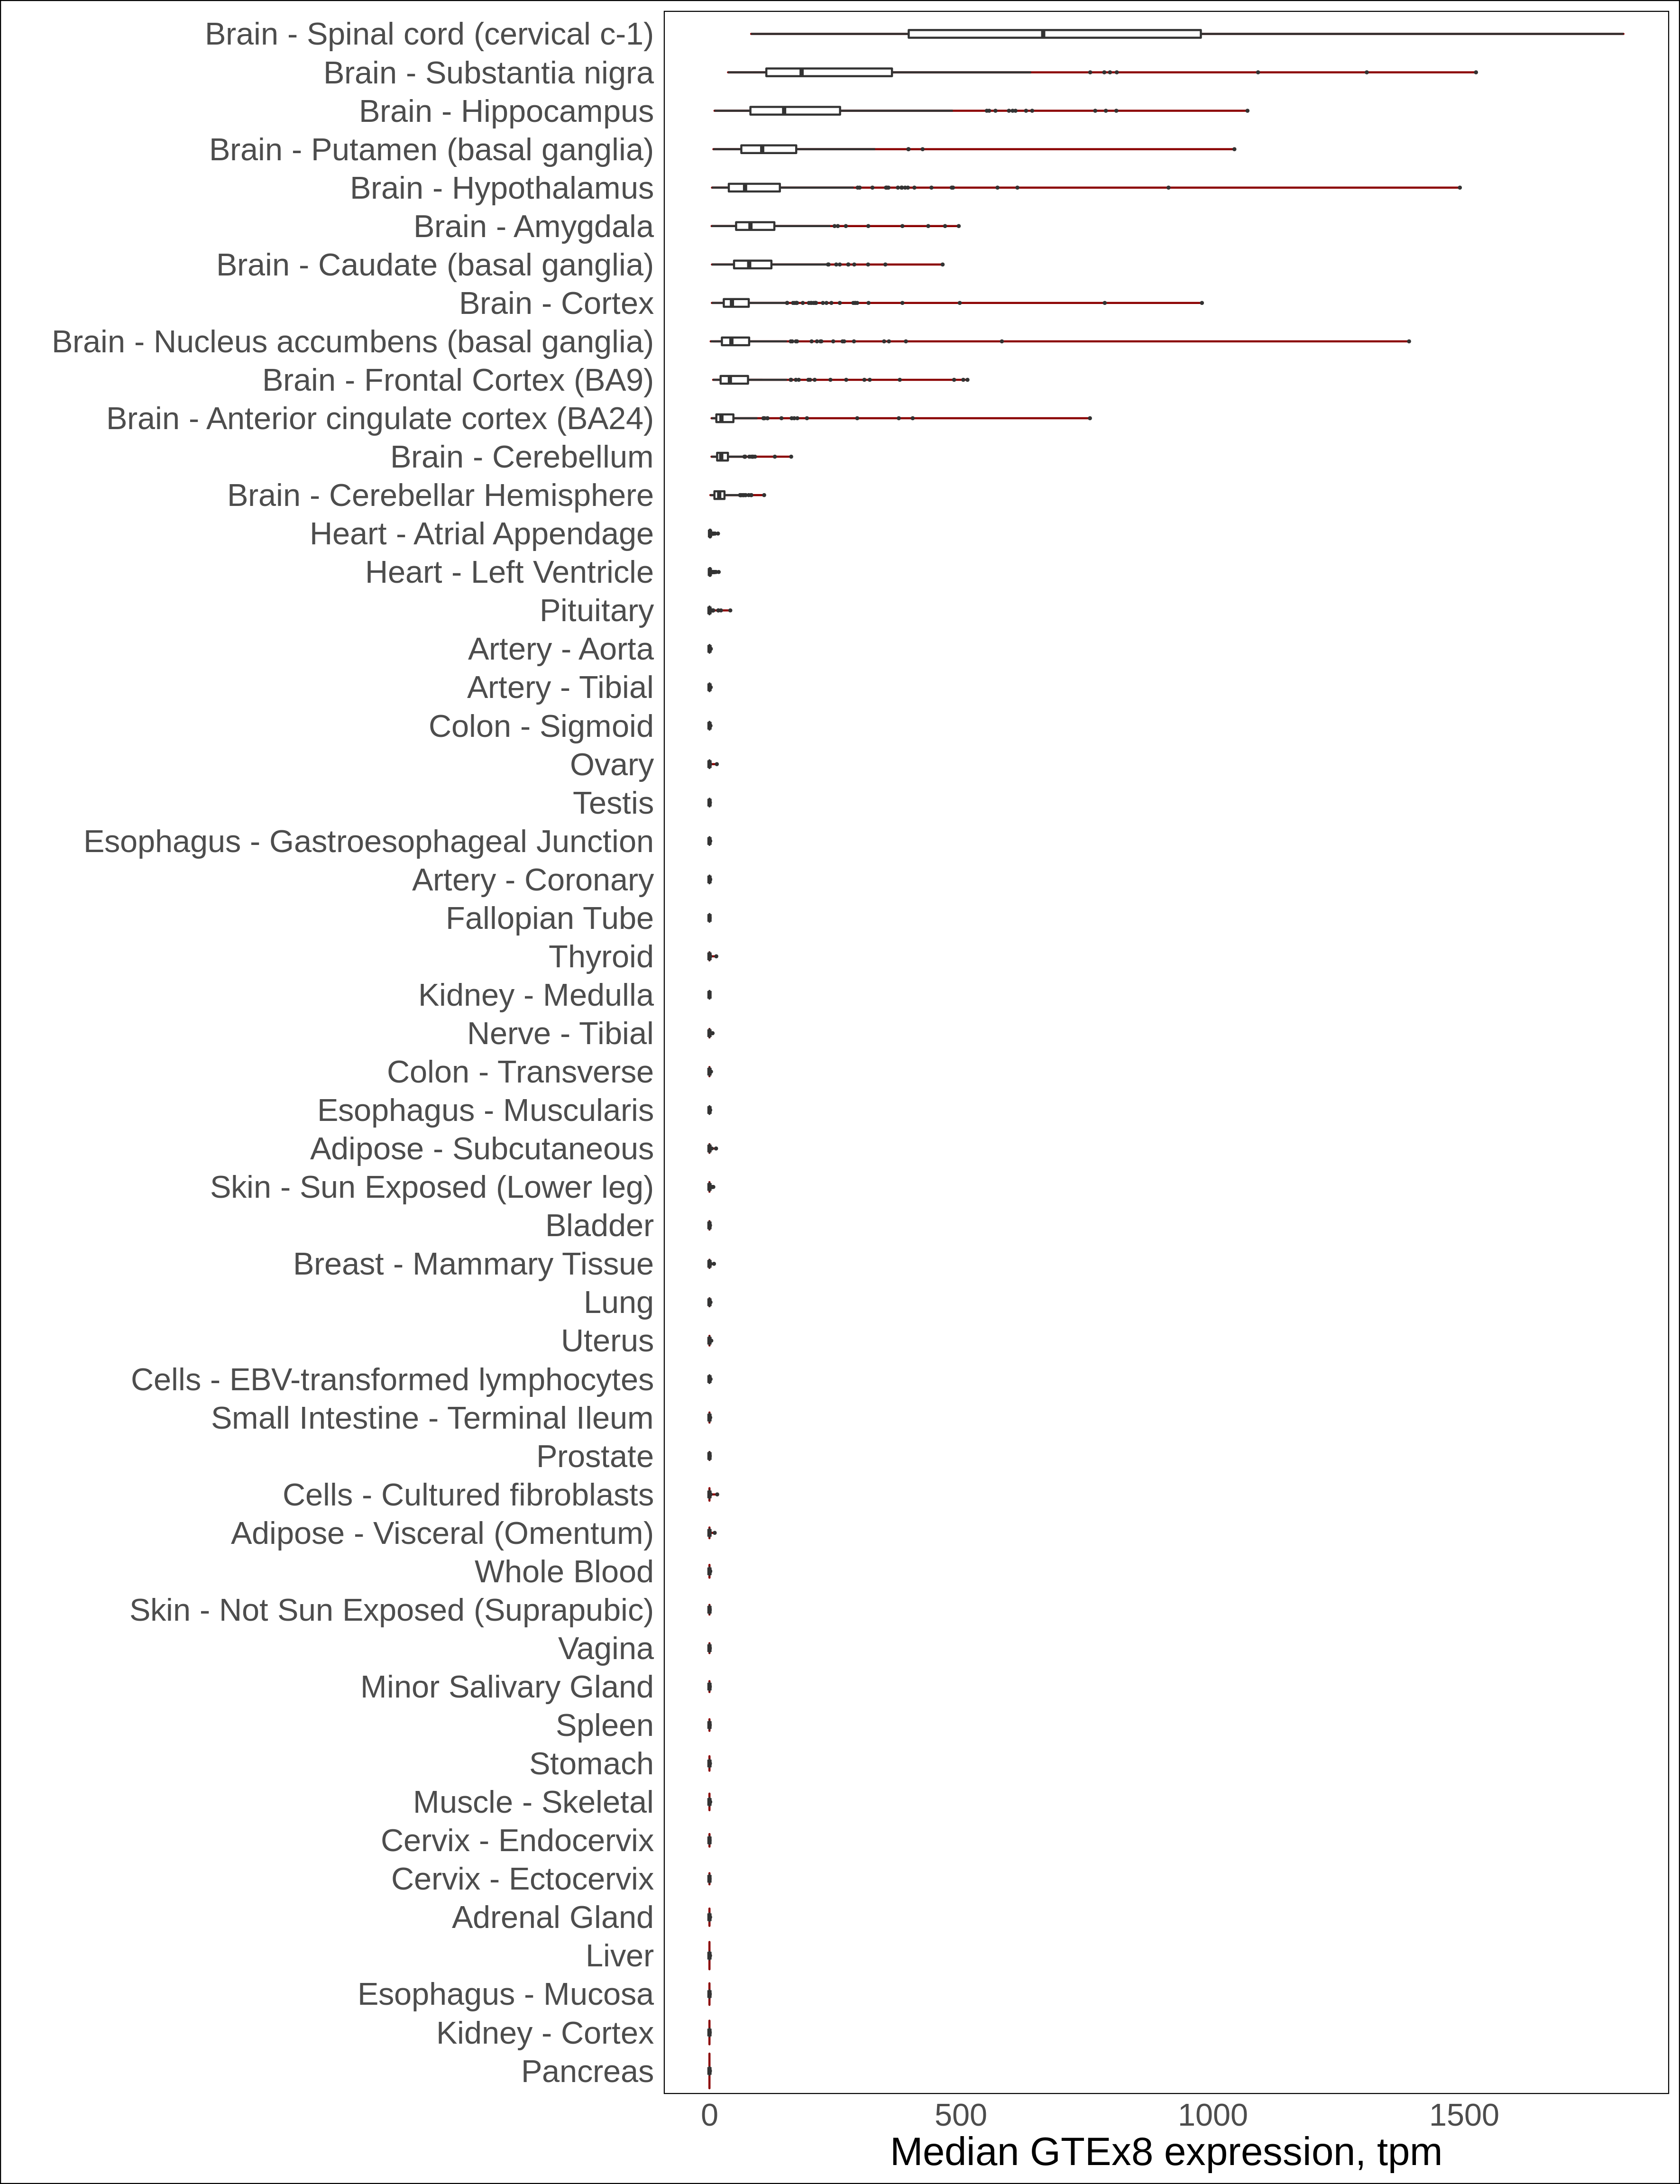 Brain - Spinal cord (cervical c-1)
Brain - Substantia nigra
Brain - Hippocampus
Brain - Putamen (basal ganglia)
Brain - Hypothalamus
Brain - Amygdala
Brain - Caudate (basal ganglia)
Brain - Cortex
Brain - Nucleus accumbens (basal ganglia)
Brain - Frontal Cortex (BA9)
Brain - Anterior cingulate cortex (BA24)
Brain - Cerebellum
Brain - Cerebellar Hemisphere
Heart - Atrial Appendage
Heart - Left Ventricle
Pituitary
Artery - Aorta
Artery - Tibial
Colon - Sigmoid
Ovary
Testis
Esophagus - Gastroesophageal Junction
Artery - Coronary
Fallopian Tube
Thyroid
Kidney - Medulla
Nerve - Tibial
Colon - Transverse
Esophagus - Muscularis
Adipose - Subcutaneous
Skin - Sun Exposed (Lower leg)
Bladder
Breast - Mammary Tissue
Lung
Uterus
Cells - EBV-transformed lymphocytes
Small Intestine - Terminal Ileum
Prostate
Cells - Cultured fibroblasts
Adipose - Visceral (Omentum)
Whole Blood
Skin - Not Sun Exposed (Suprapubic)
Vagina
Minor Salivary Gland
Spleen
Stomach
Muscle - Skeletal
Cervix - Endocervix
Cervix - Ectocervix
Adrenal Gland
Liver
Esophagus - Mucosa
Kidney - Cortex
Pancreas
0 500 1000 1500
Median GTEx8 expression, tpm